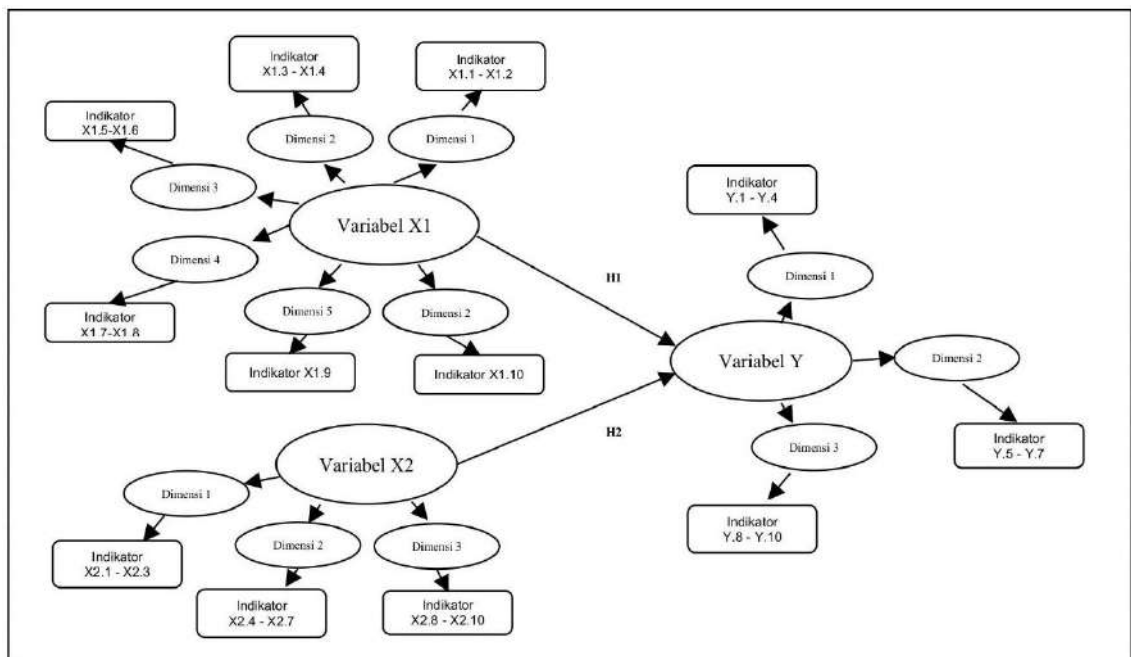 Indikator
X1.3 - X1.4
Indikator
X1.1 - X1.2
Indikator
X1.5-X1.6
Dimensi 2
Dimensi 1
Dimensi 3
Variabel X1
Dimensi 4
Indikator
X1.7-X1.8
Dimensi 5
Dimensi 2
Indikator X1.9
Indikator X1.10
H1
Indikator
Y.1 - Y.4
Dimensi 1
Variabel Y
Dimensi 2
Indikator
Y.5 - Y.7
Dimensi 3
Indikator
Y.8 - Y.10
H2
Variabel X2
Dimensi 1
Indikator
X2.1 - X2.3
Dimensi 2
Dimensi 3
Indikator
X2.4 - X2.7
Indikator
X2.8 - X2.10